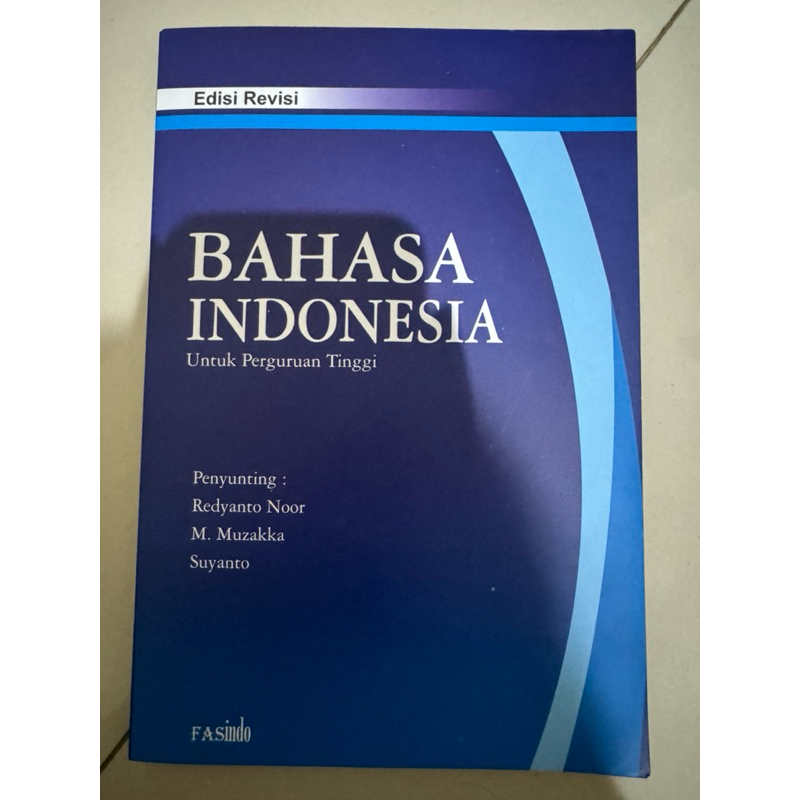 Edisi Revisi
BAHASA
INDONESIA
Untuk Perguruan Tinggi
Penyunting :
Redyanto Noor
M. Muzakka
Suyanto
FASindo